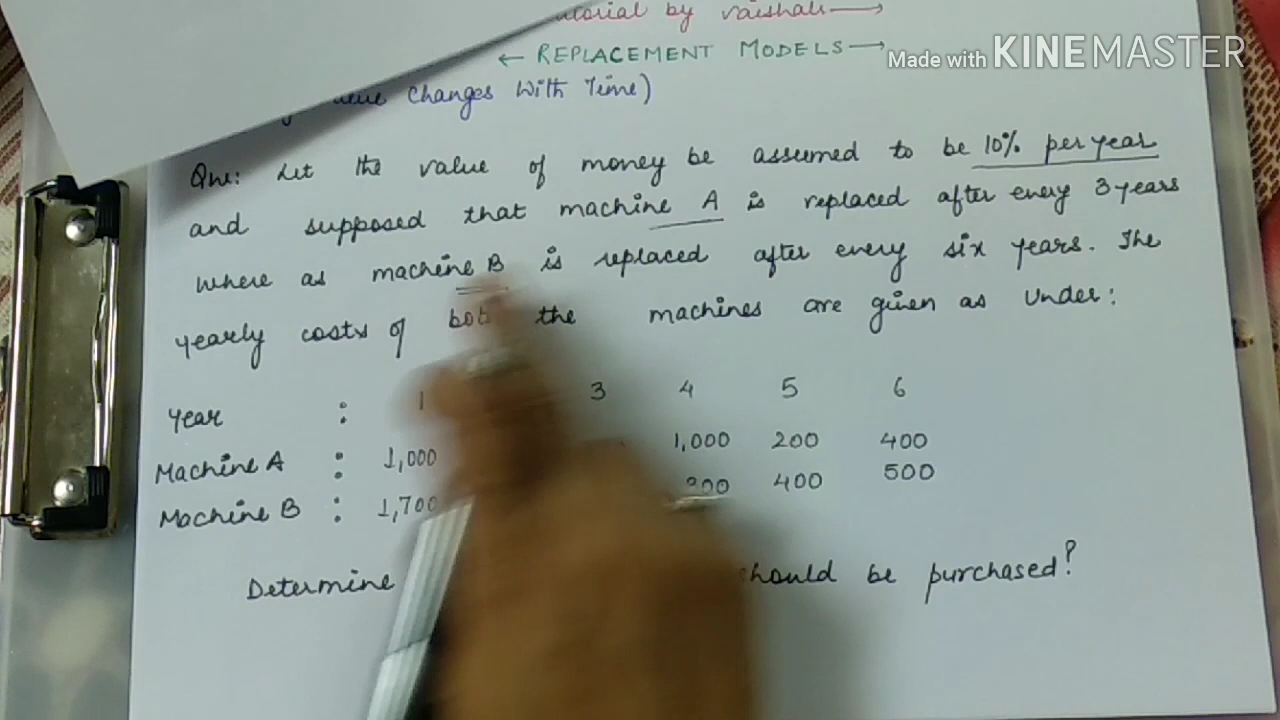 by Vaishali →
Made with KINEMASTER
← REPLACEMENT MODELS →
Changes With Time)
Que: Let the value of money be assumed to be 10% per year
and supposed that machine A is replaced after every 3 years
where as machine B is replaced after every six years. The
yearly costs of the machines are given as under:
Year : 1 3 4 5 6
Machine A : 1,000 1,000 200 400
Machine B : 1,700 400 500
Determine should be purchased?